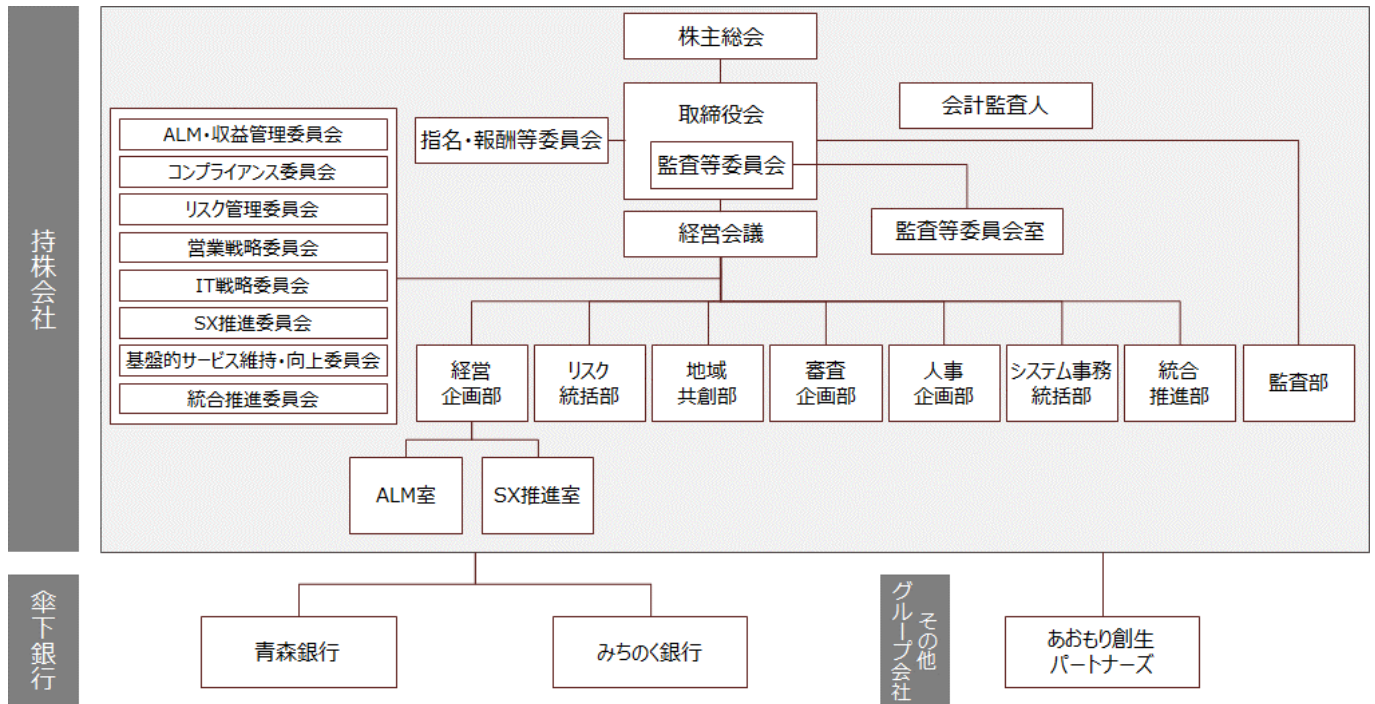 持株会社
株主総会
取締役会
監査等委員会
指名・報酬等委員会
会計監査人
監査等委員会室
経営会議
ALM・収益管理委員会
コンプライアンス委員会
リスク管理委員会
営業戦略委員会
IT戦略委員会
SX推進委員会
基盤的サービス維持・向上委員会
統合推進委員会
経営
企画部
リスク
統括部
地域
共創部
審査
企画部
人事
企画部
システム事務
統括部
統合
推進部
監査部
ALM室
SX推進室
傘下銀行
青森銀行
みちのく銀行
その他
グループ会社
あおもり創生
パートナーズ